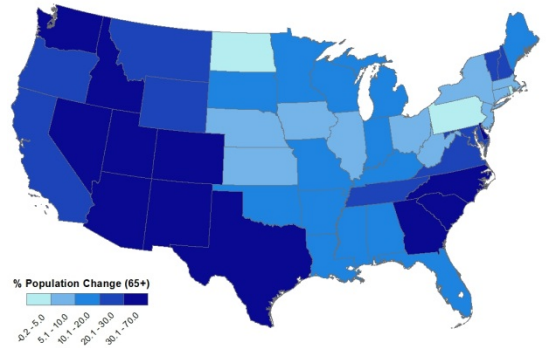 % Population Change (65+)
-0.2 - 5.0
5.1 - 10.0
10.1 - 20.0
20.1 - 30.0
30.1 - 70.0